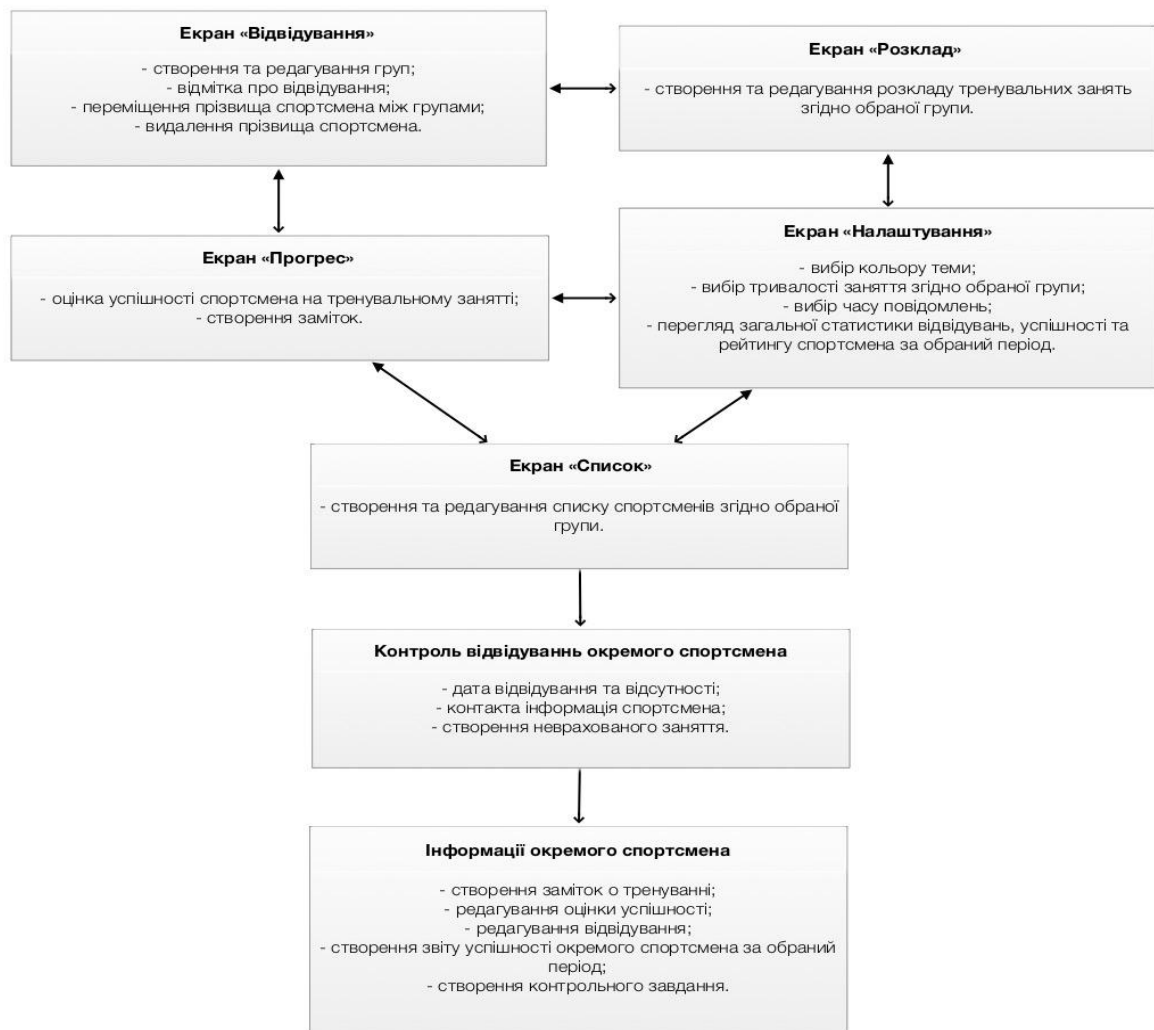 Екран «Відвідування»
- створення та редагування груп;
- відмітка про відвідування;
- переміщення прізвища спортсмена між групами;
- видалення прізвища спортсмена.
Екран «Розклад»
- створення та редагування розкладу тренувальних занять
згідно обраної групи.
Екран «Прогрес»
- оцінка успішності спортсмена на тренувальному занятті;
- створення заміток.
Екран «Налаштування»
- вибір кольору теми;
- вибір тривалості заняття згідно обраної групи;
- вибір часу повідомлень;
- перегляд загальної статистики відвідувань, успішності та
рейтингу спортсмена за обраний період.
Екран «Список»
- створення та редагування списку спортсменів згідно обраної
групи.
Контроль відвідуваннь окремого спортсмена
- дата відвідування та відсутності;
- контакта інформація спортсмена;
- створення неврахованого заняття.
Інформації окремого спортсмена
- створення заміток о тренуванні;
- редагування оцінки успішності;
- редагування відвідування;
- створення звіту успішності окремого спортсмена за обраний
період;
- створення контрольного завдання.